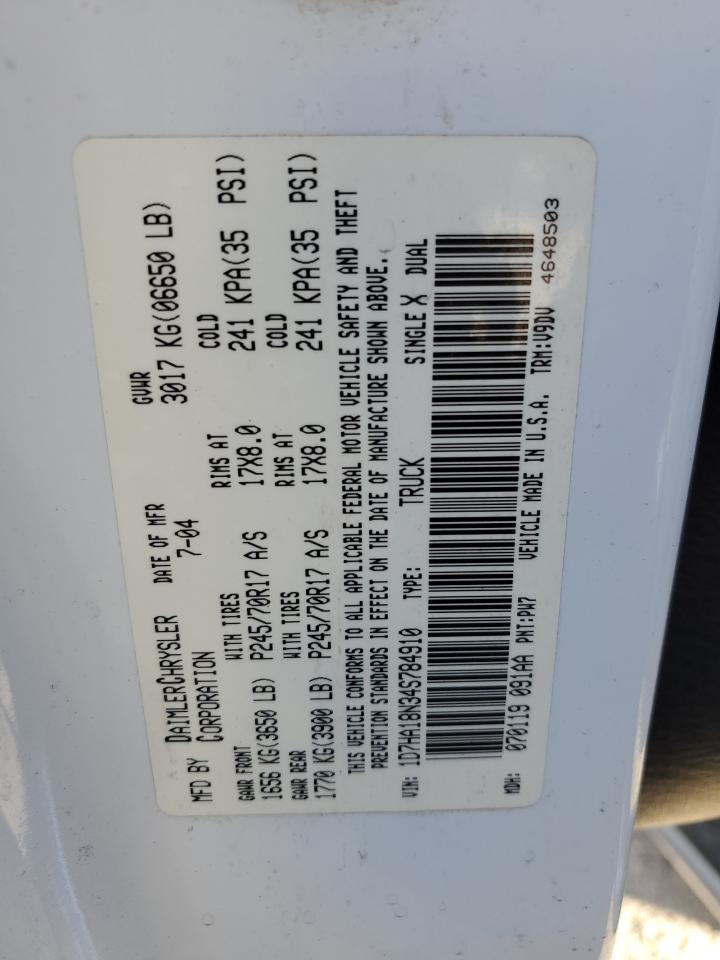 MFD BY DAIMLERCHRYSLER CORPORATION DATE OF MFR 7-04 GVWR 3017 KG(06650 LB)
GAWR FRONT WITH TIRES RIMS AT COLD
1656 KG(3650 LB) P245/70R17 A/S 17X8.0 241 KPA(35 PSI)
GAWR REAR WITH TIRES RIMS AT COLD
1770 KG(3900 LB) P245/70R17 A/S 17X8.0 241 KPA(35 PSI)
THIS VEHICLE CONFORMS TO ALL APPLICABLE FEDERAL MOTOR VEHICLE SAFETY AND THEFT
PREVENTION STANDARDS IN EFFECT ON THE DATE OF MANUFACTURE SHOWN ABOVE.
VIN: 1D7HA18N34S784910 TYPE: TRUCK SINGLE X DUAL
MDH: 070119 091AA PNT:PW7 VEHICLE MADE IN U.S.A. TRM:V9DV 4648503